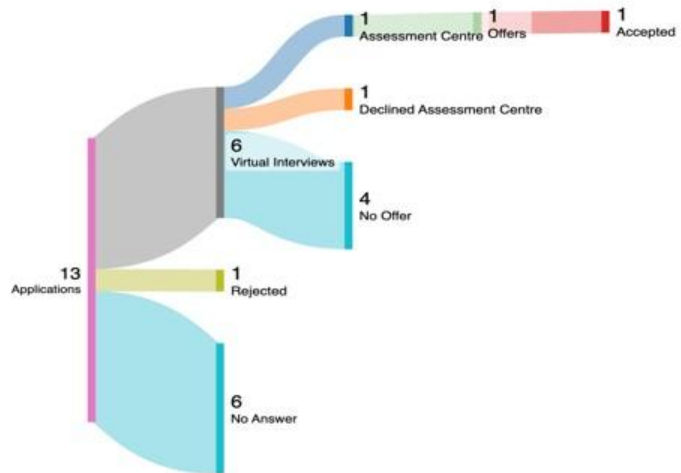 1
Assessment Centre
1
Offers
1
Accepted
1
Declined Assessment Centre
6
Virtual Interviews
4
No Offer
13
Applications
1
Rejected
6
No Answer